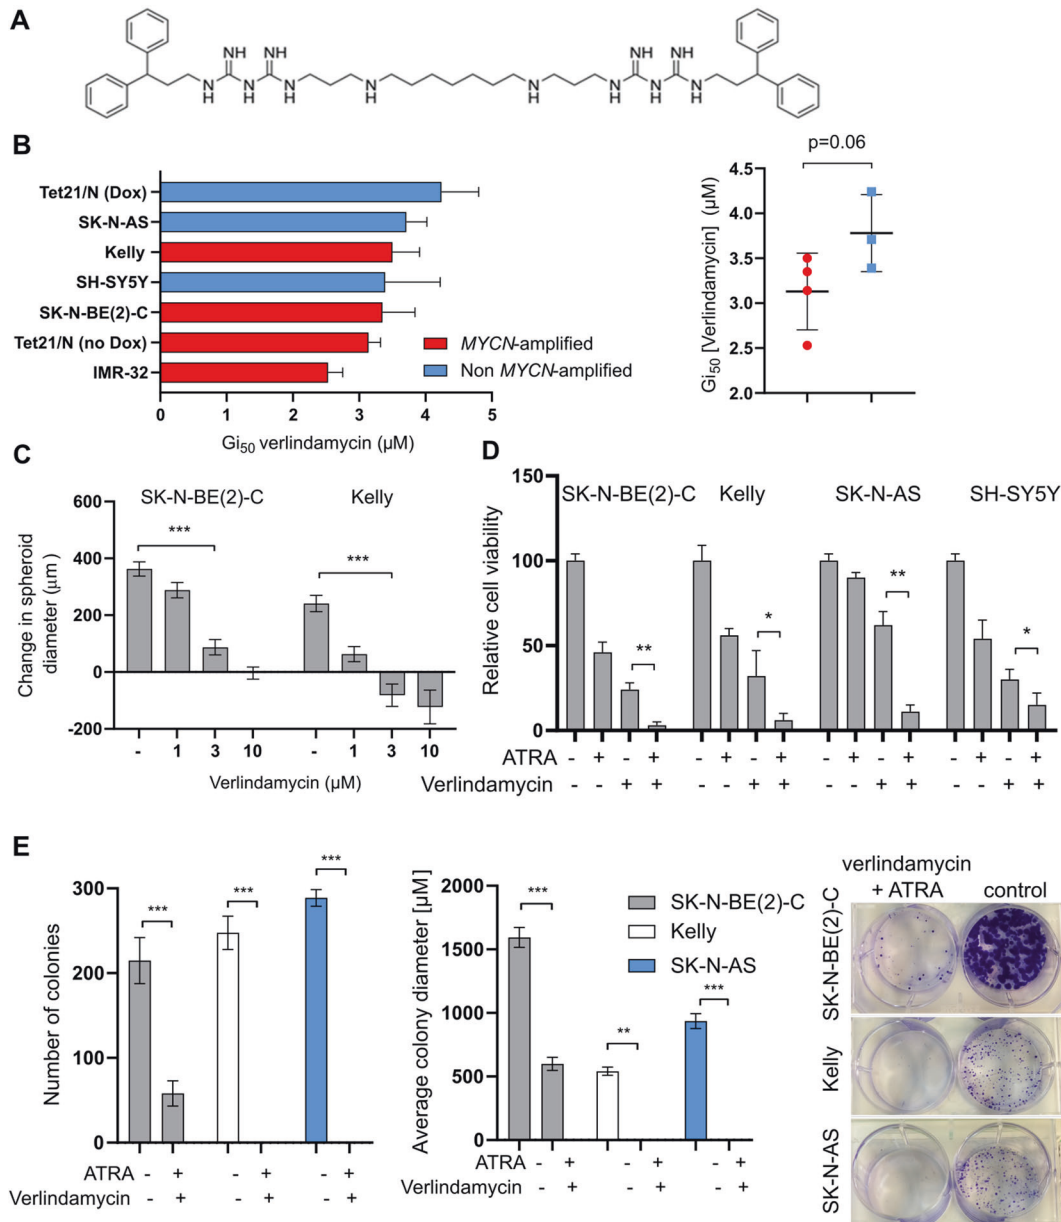 A
NH NH NH NH
N N N N N N N N
H H H H H H H H
B
Tet21/N (Dox)
SK-N-AS
Kelly
SH-SY5Y
SK-N-BE(2)-C
Tet21/N (no Dox)
IMR-32
MYCN-amplified
Non MYCN-amplified
0 1 2 3 4 5
Gi50 verlindamycin (µM)
p=0.06
Gi50 [Verlindamycin] (µM)
4.5
4.0
3.5
3.0
2.5
2.0
C
SK-N-BE(2)-C Kelly
Change in spheroid
diameter (µm)
600
400
200
0
-200
*** ***
- 1 3 10 - 1 3 10
Verlindamycin (µM)
D
Relative cell viability
150
100
50
0
SK-N-BE(2)-C Kelly SK-N-AS SH-SY5Y
** * ** *
ATRA - + - + - + - + - + - + - + - +
Verlindamycin - - + + - - + + - - + + - - + +
E
Number of colonies
300
200
100
0
*** *** ***
ATRA - + - + - +
Verlindamycin - + - + - +
Average colony diameter [µM]
2000
1500
1000
500
0
*** ** ***
SK-N-BE(2)-C
Kelly
SK-N-AS
ATRA - + - + - +
Verlindamycin - + - + - +
verlindamycin
+ ATRA control
SK-N-BE(2)-C
Kelly
SK-N-AS